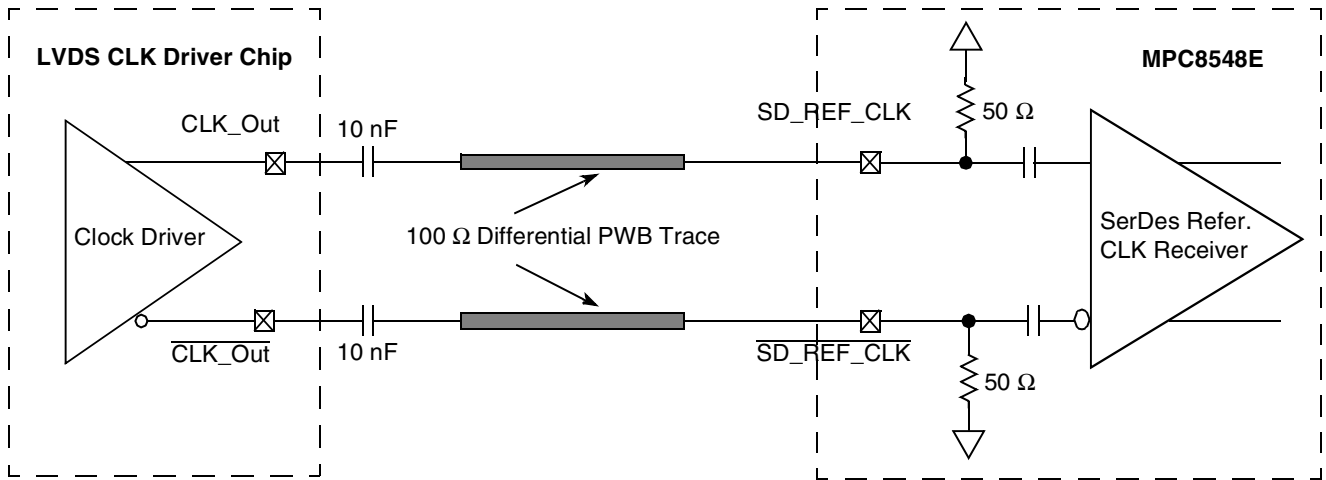 LVDS CLK Driver Chip
MPC8548E
CLK_Out
10 nF
SD_REF_CLK
50 Ω
Clock Driver
100 Ω Differential PWB Trace
SerDes Refer.
CLK Receiver
CLK_Out
10 nF
SD_REF_CLK
50 Ω